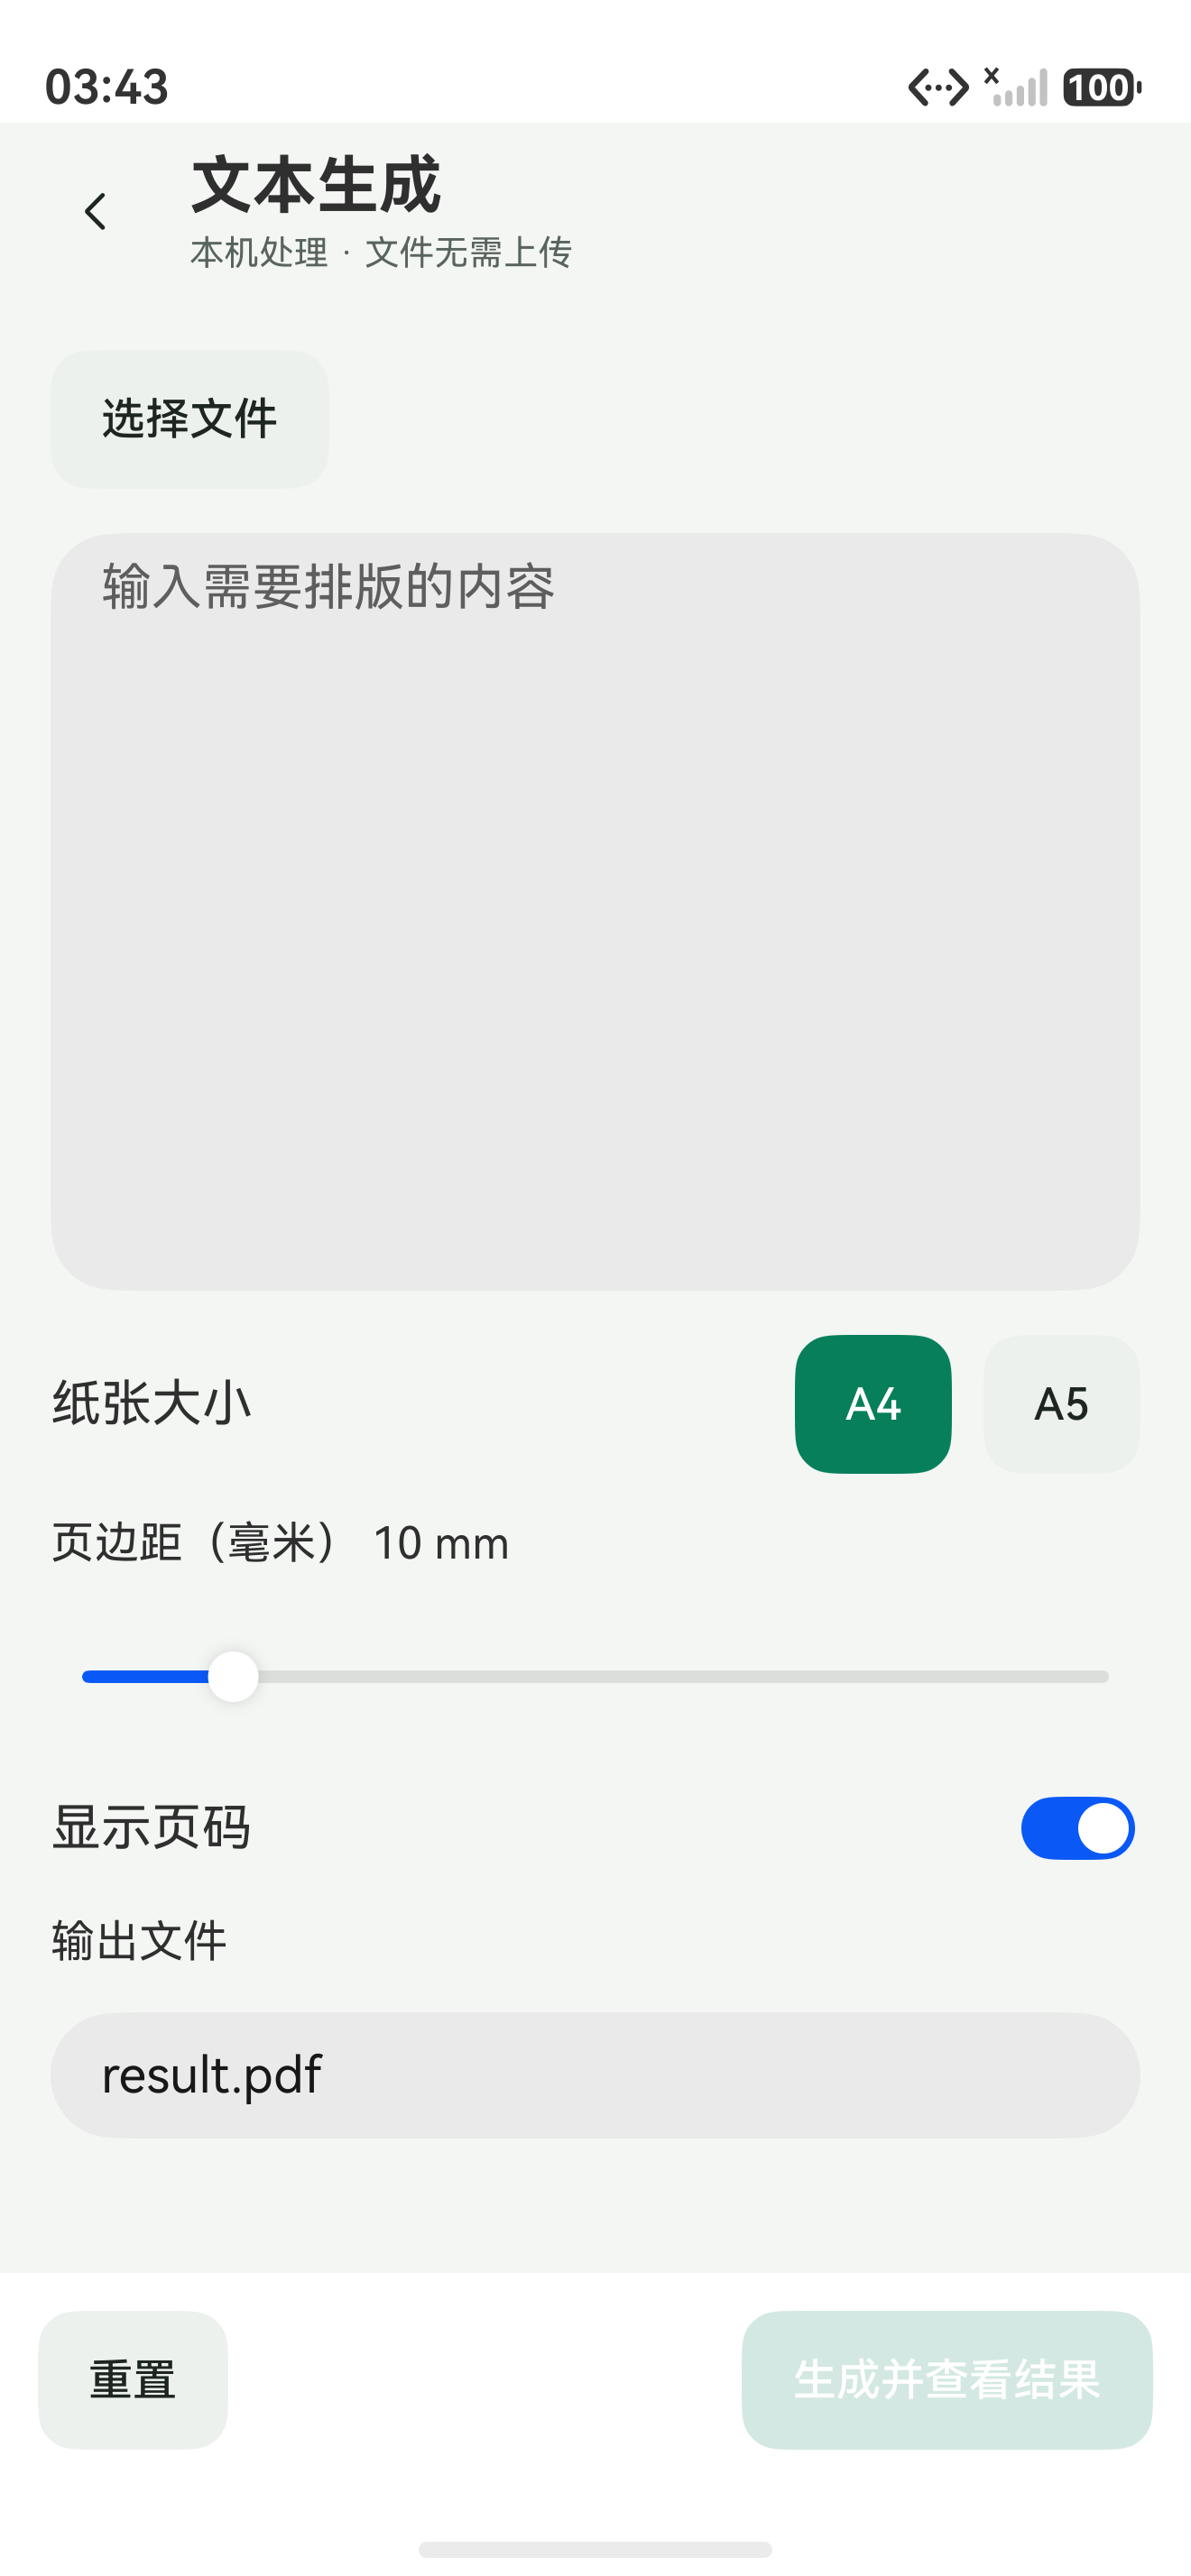 03:43
100
文本生成
本机处理 · 文件无需上传
选择文件
输入需要排版的内容
纸张大小
A4
A5
页边距（毫米） 10 mm
显示页码
输出文件
result.pdf
重置
生成并查看结果